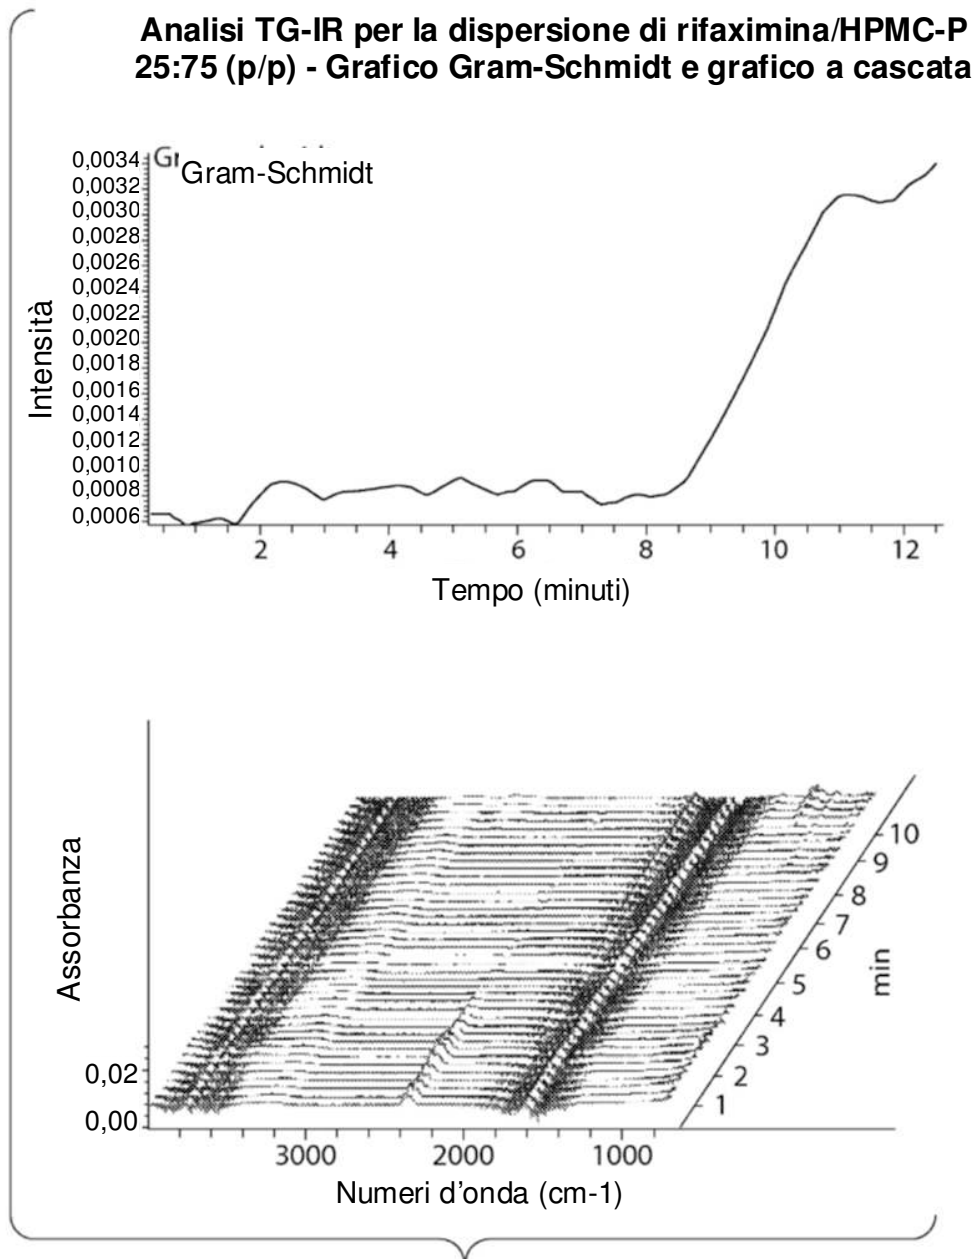 Analisi TG-IR per la dispersione di rifaximina/HPMC-P
25:75 (p/p) - Grafico Gram-Schmidt e grafico a cascata
Gram-Schmidt
0,0034
0,0032
0,0030
0,0028
0,0026
0,0024
0,0022
0,0020
0,0018
0,0016
0,0014
0,0012
0,0010
0,0008
0,0006
Intensità
2 4 6 8 10 12
Tempo (minuti)
Assorbanza
0,02
0,00
10
9
8
7
6
5
4
3
2
1
min
3000 2000 1000
Numeri d'onda (cm-1)